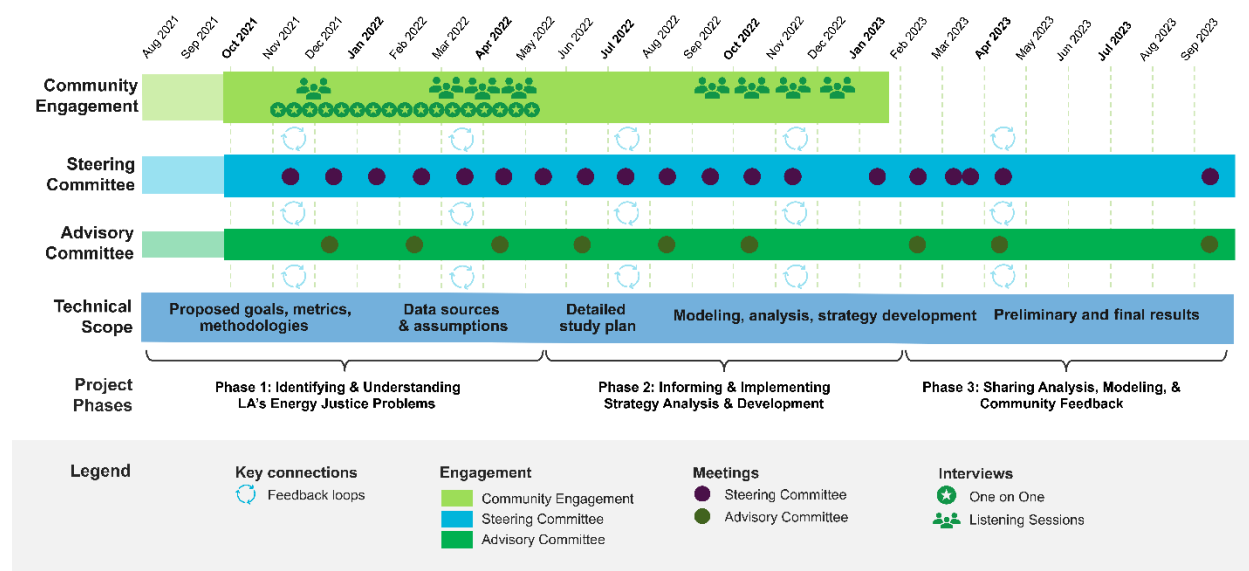 Aug 2021
Sep 2021
Oct 2021
Nov 2021
Dec 2021
Jan 2022
Feb 2022
Mar 2022
Apr 2022
May 2022
Jun 2022
Jul 2022
Aug 2022
Sep 2022
Oct 2022
Nov 2022
Dec 2022
Jan 2023
Feb 2023
Mar 2023
Apr 2023
May 2023
Jun 2023
Jul 2023
Aug 2023
Sep 2023
Community
Engagement
Steering
Committee
Advisory
Committee
Technical
Scope
Proposed goals, metrics,
methodologies
Data sources
& assumptions
Detailed
study plan
Modeling, analysis, strategy development
Preliminary and final results
Project
Phases
Phase 1: Identifying & Understanding
LA's Energy Justice Problems
Phase 2: Informing & Implementing
Strategy Analysis & Development
Phase 3: Sharing Analysis, Modeling, &
Community Feedback
Legend
Key connections
Feedback loops
Engagement
Community Engagement
Steering Committee
Advisory Committee
Meetings
Steering Committee
Advisory Committee
Interviews
One on One
Listening Sessions